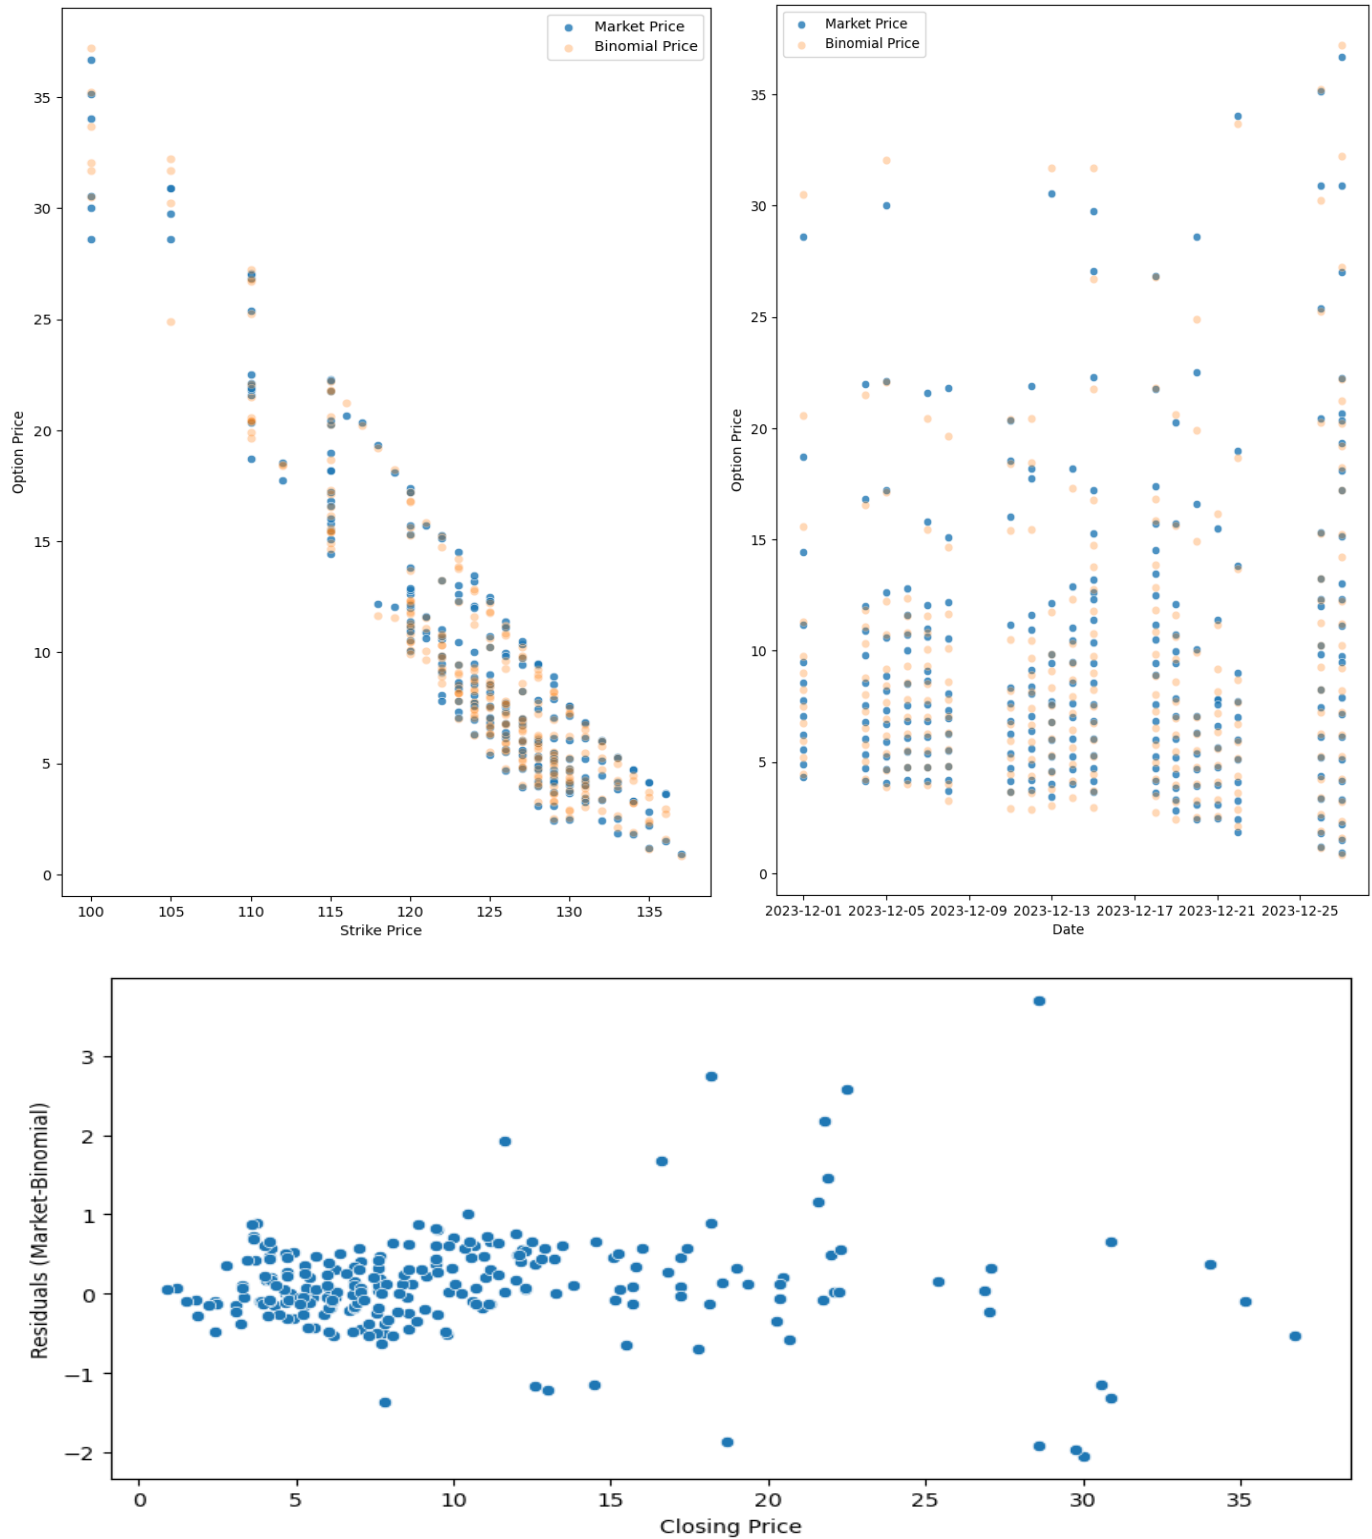 Market Price
Binomial Price
35
30
25
20
15
10
5
0
Option Price
100 105 110 115 120 125 130 135
Strike Price
Market Price
Binomial Price
35
30
25
20
15
10
5
0
Option Price
2023-12-01 2023-12-05 2023-12-09 2023-12-13 2023-12-17 2023-12-21 2023-12-25
Date
3
2
1
0
−1
−2
Residuals (Market-Binomial)
0 5 10 15 20 25 30 35
Closing Price